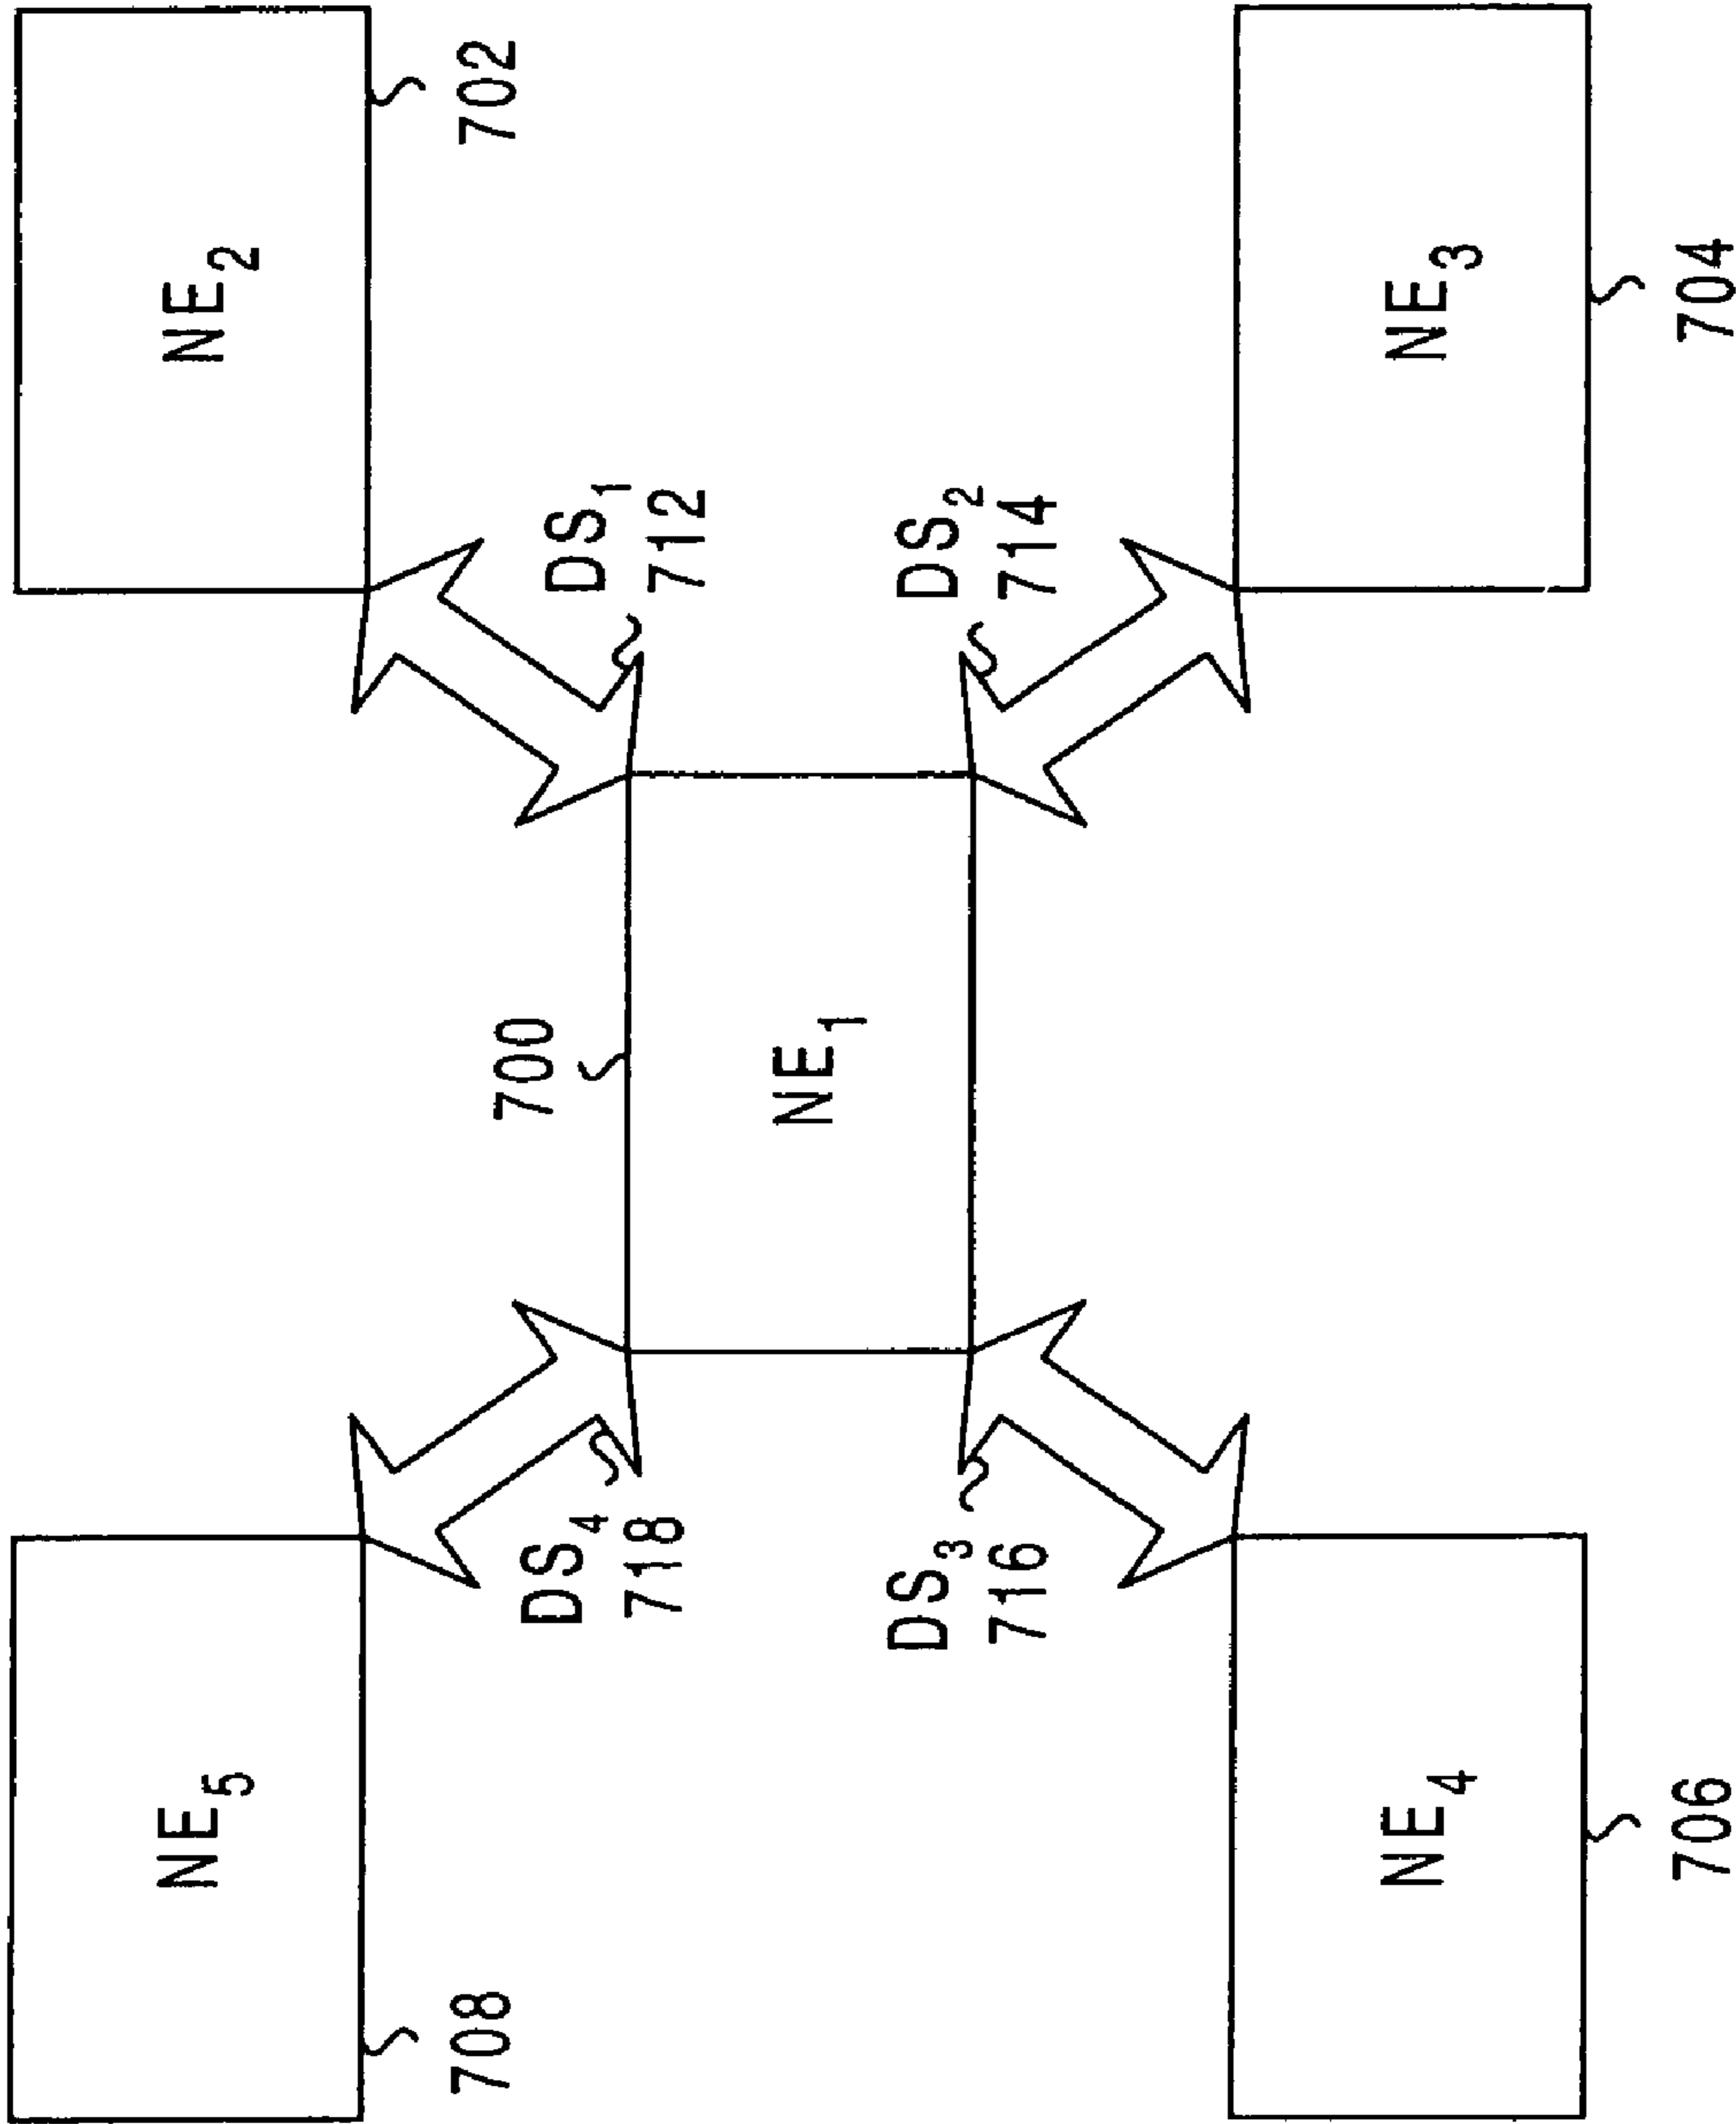 NE₅
708
NE₂
702
DS₄
718
700
DS₁
712
NE₁
DS₃
716
DS₂
714
NE₄
706
NE₃
704